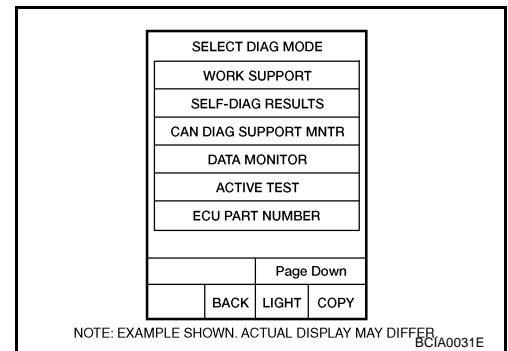 SELECT DIAG MODE
WORK SUPPORT
SELF-DIAG RESULTS
CAN DIAG SUPPORT MNTR
DATA MONITOR
ACTIVE TEST
ECU PART NUMBER
Page Down
BACK LIGHT COPY
NOTE: EXAMPLE SHOWN. ACTUAL DISPLAY MAY DIFFER.
BCIA0031E